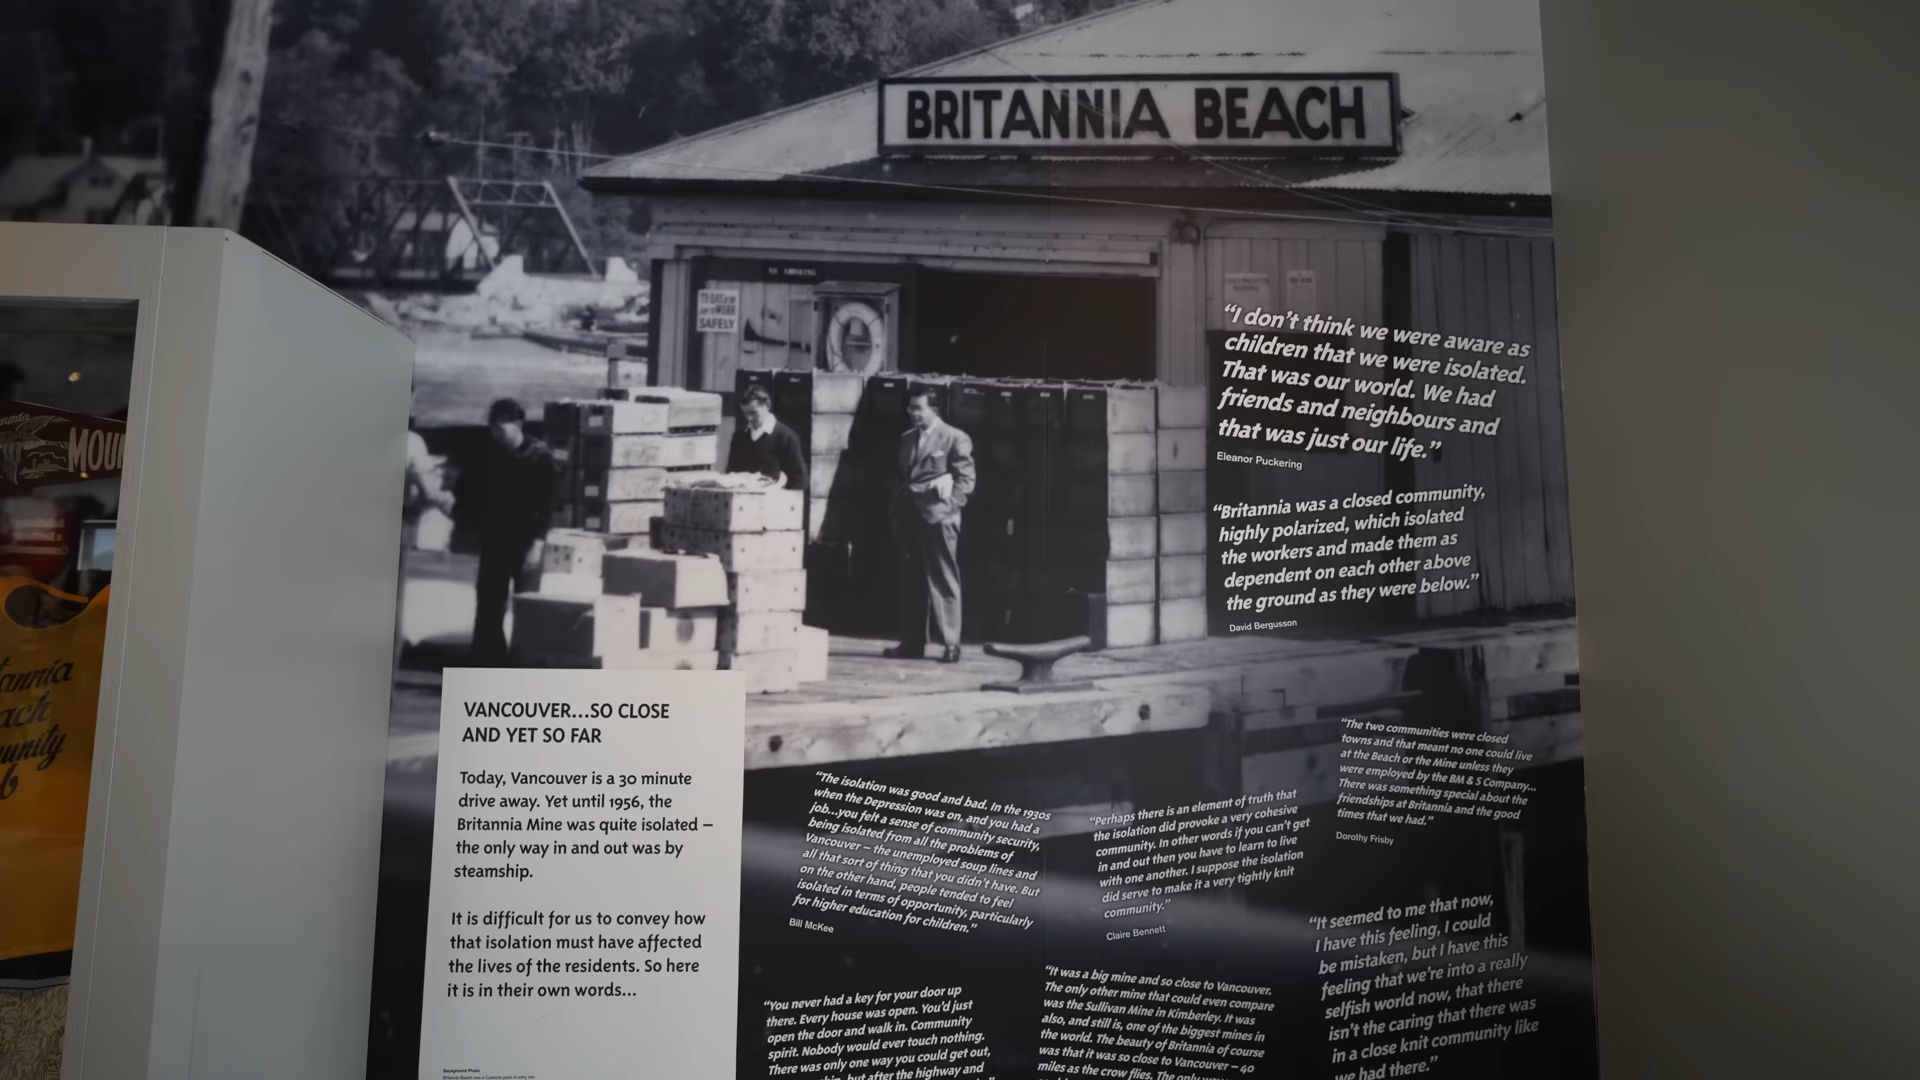 BRITANNIA BEACH
NO SMOKING
SAFELY
MOUN
tannia
each
munity
"I don't think we were aware as
children that we were isolated.
That was our world. We had
friends and neighbours and
that was just our life."
Eleanor Puckering
"Britannia was a closed community,
highly polarized, which isolated
the workers and made them as
dependent on each other above
the ground as they were below."
David Bergusson
VANCOUVER...SO CLOSE
AND YET SO FAR
Today, Vancouver is a 30 minute
drive away. Yet until 1956, the
Britannia Mine was quite isolated –
the only way in and out was by
steamship.
It is difficult for us to convey how
that isolation must have affected
the lives of the residents. So here
it is in their own words...
Background Photo
"The isolation was good and bad. In the 1930s
when the Depression was on, and you had a
job...you felt a sense of community security,
being isolated from all the problems of
Vancouver – the unemployed soup lines and
all that sort of thing that you didn't have. But
on the other hand, people tended to feel
isolated in terms of opportunity, particularly
for higher education for children."
Bill McKee
"Perhaps there is an element of truth that
the isolation did provoke a very cohesive
community. In other words if you can't get
in and out then you have to learn to live
with one another. I suppose the isolation
did serve to make it a very tightly knit
community."
Claire Bennett
"The two communities were closed
towns and that meant no one could live
at the Beach or the Mine unless they
were employed by the BM & S Company...
There was something special about the
friendships at Britannia and the good
times that we had."
Dorothy Frisby
"You never had a key for your door up
there. Every house was open. You'd just
open the door and walk in. Community
spirit. Nobody would ever touch nothing.
There was only one way you could get out,
but after the highway and
"It was a big mine and so close to Vancouver.
The only other mine that could even compare
was the Sullivan Mine in Kimberley. It was
also, and still is, one of the biggest mines in
the world. The beauty of Britannia of course
was that it was so close to Vancouver – 40
miles as the crow flies. The only
"It seemed to me that now,
I have this feeling, I could
be mistaken, but I have this
feeling that we're into a really
selfish world now, that there
isn't the caring that there was
in a close knit community like
we had there."